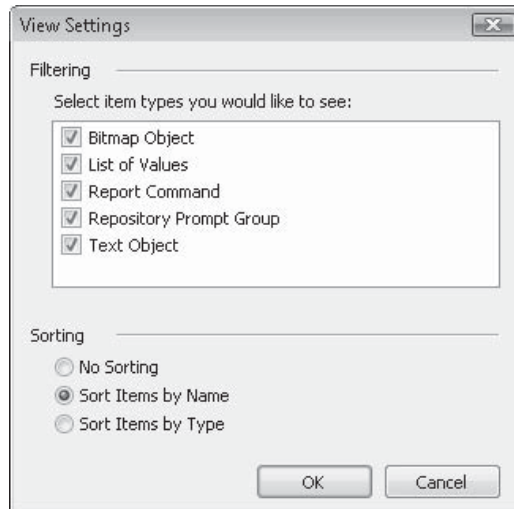 View Settings
Filtering
Select item types you would like to see:
Bitmap Object
List of Values
Report Command
Repository Prompt Group
Text Object
Sorting
No Sorting
Sort Items by Name
Sort Items by Type
OK Cancel